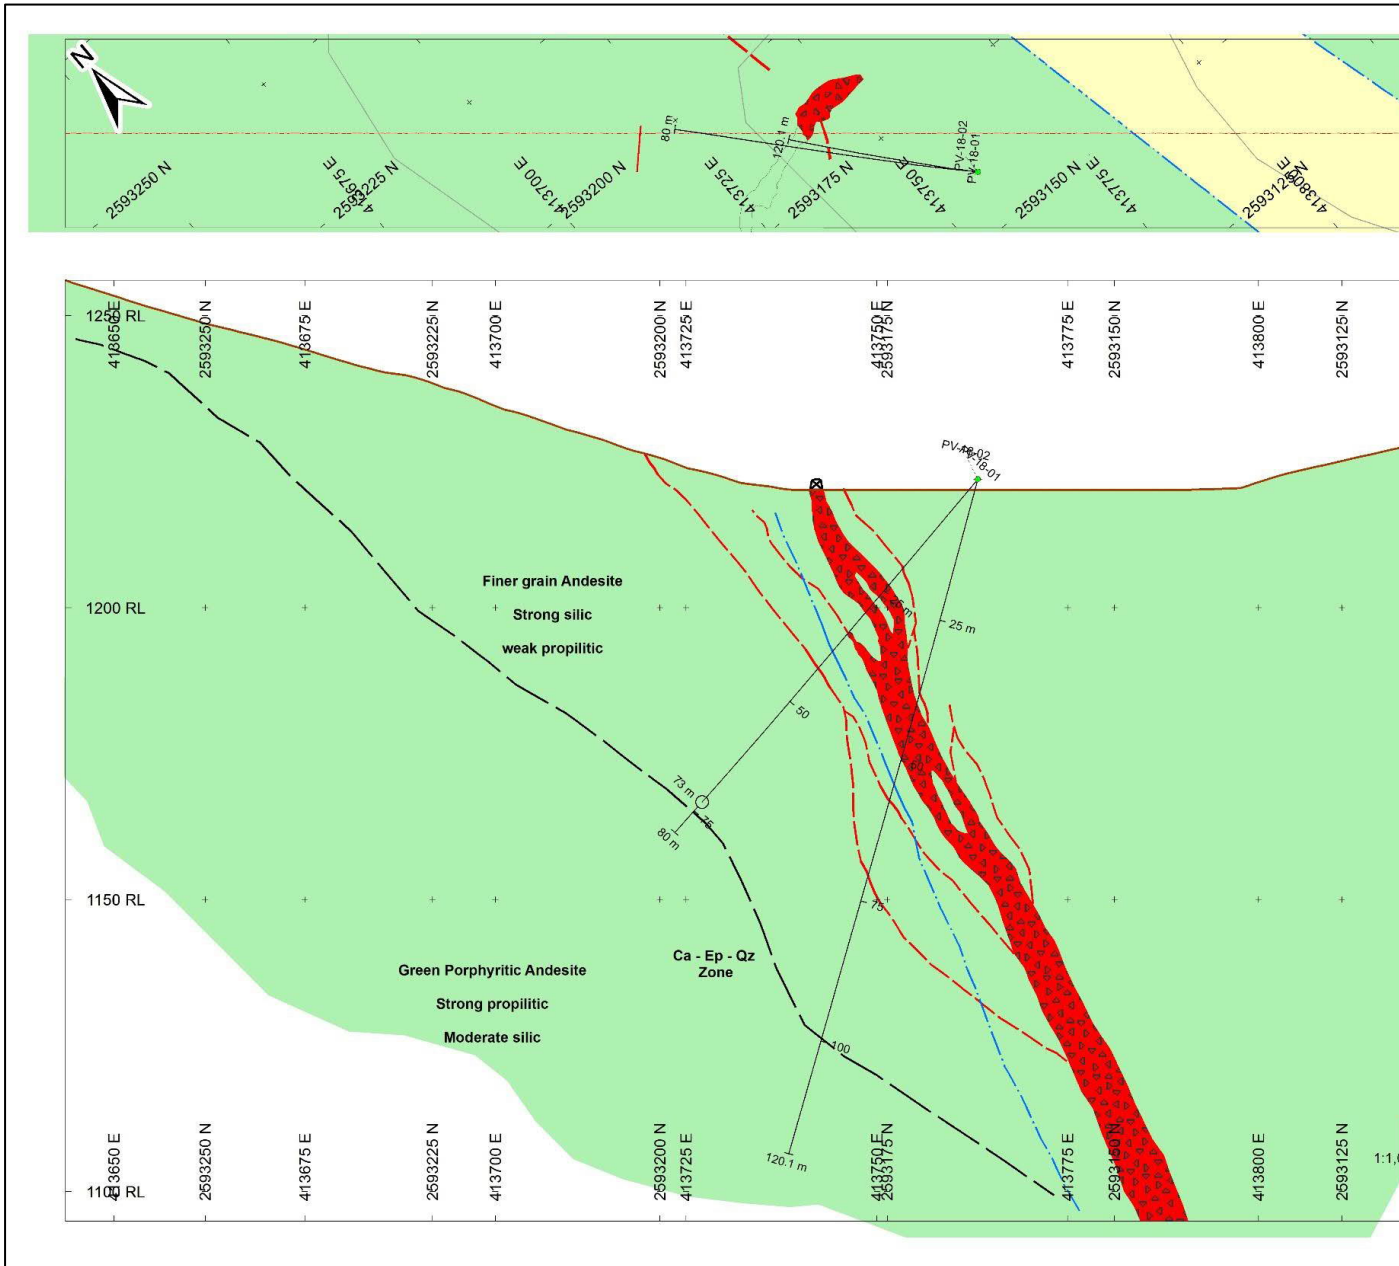 N
80 m
120.1 m
PV-18-02
PV-18-01
2593250 N
413675 E
2593225 N
413700 E
2593200 N
413725 E
2593175 N
413750 E
2593150 N
413775 E
2593125 N
413800 E
1250 RL
413650 E
2593250 N
413675 E
2593225 N
413700 E
2593200 N
413725 E
413750 E
2593175 N
413775 E
2593150 N
413800 E
2593125 N
PV-18-02
PV-18-01
Finer grain Andesite
Strong silic
weak propilitic
1200 RL
25 m
25 m
50
50
73 m
75
80 m
1150 RL
75
Ca - Ep - Qz
Zone
Green Porphyritic Andesite
Strong propilitic
Moderate silic
100
120.1 m
1100 RL
413650 E
2593250 N
413675 E
2593225 N
413700 E
2593200 N
413725 E
413750 E
2593175 N
413775 E
2593150 N
413800 E
2593125 N